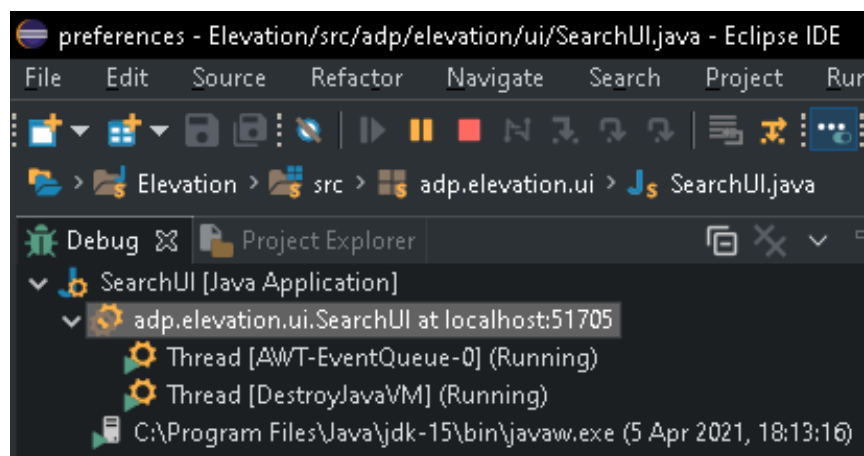 preferences - Elevation/src/adp/elevation/ui/SearchUI.java - Eclipse IDE
File Edit Source Refactor Navigate Search Project Run
Elevation > src > adp.elevation.ui > SearchUI.java
Debug Project Explorer
SearchUI [Java Application]
adp.elevation.ui.SearchUI at localhost:51705
Thread [AWT-EventQueue-0] (Running)
Thread [DestroyJavaVM] (Running)
C:\Program Files\Java\jdk-15\bin\javaw.exe (5 Apr 2021, 18:13:16)